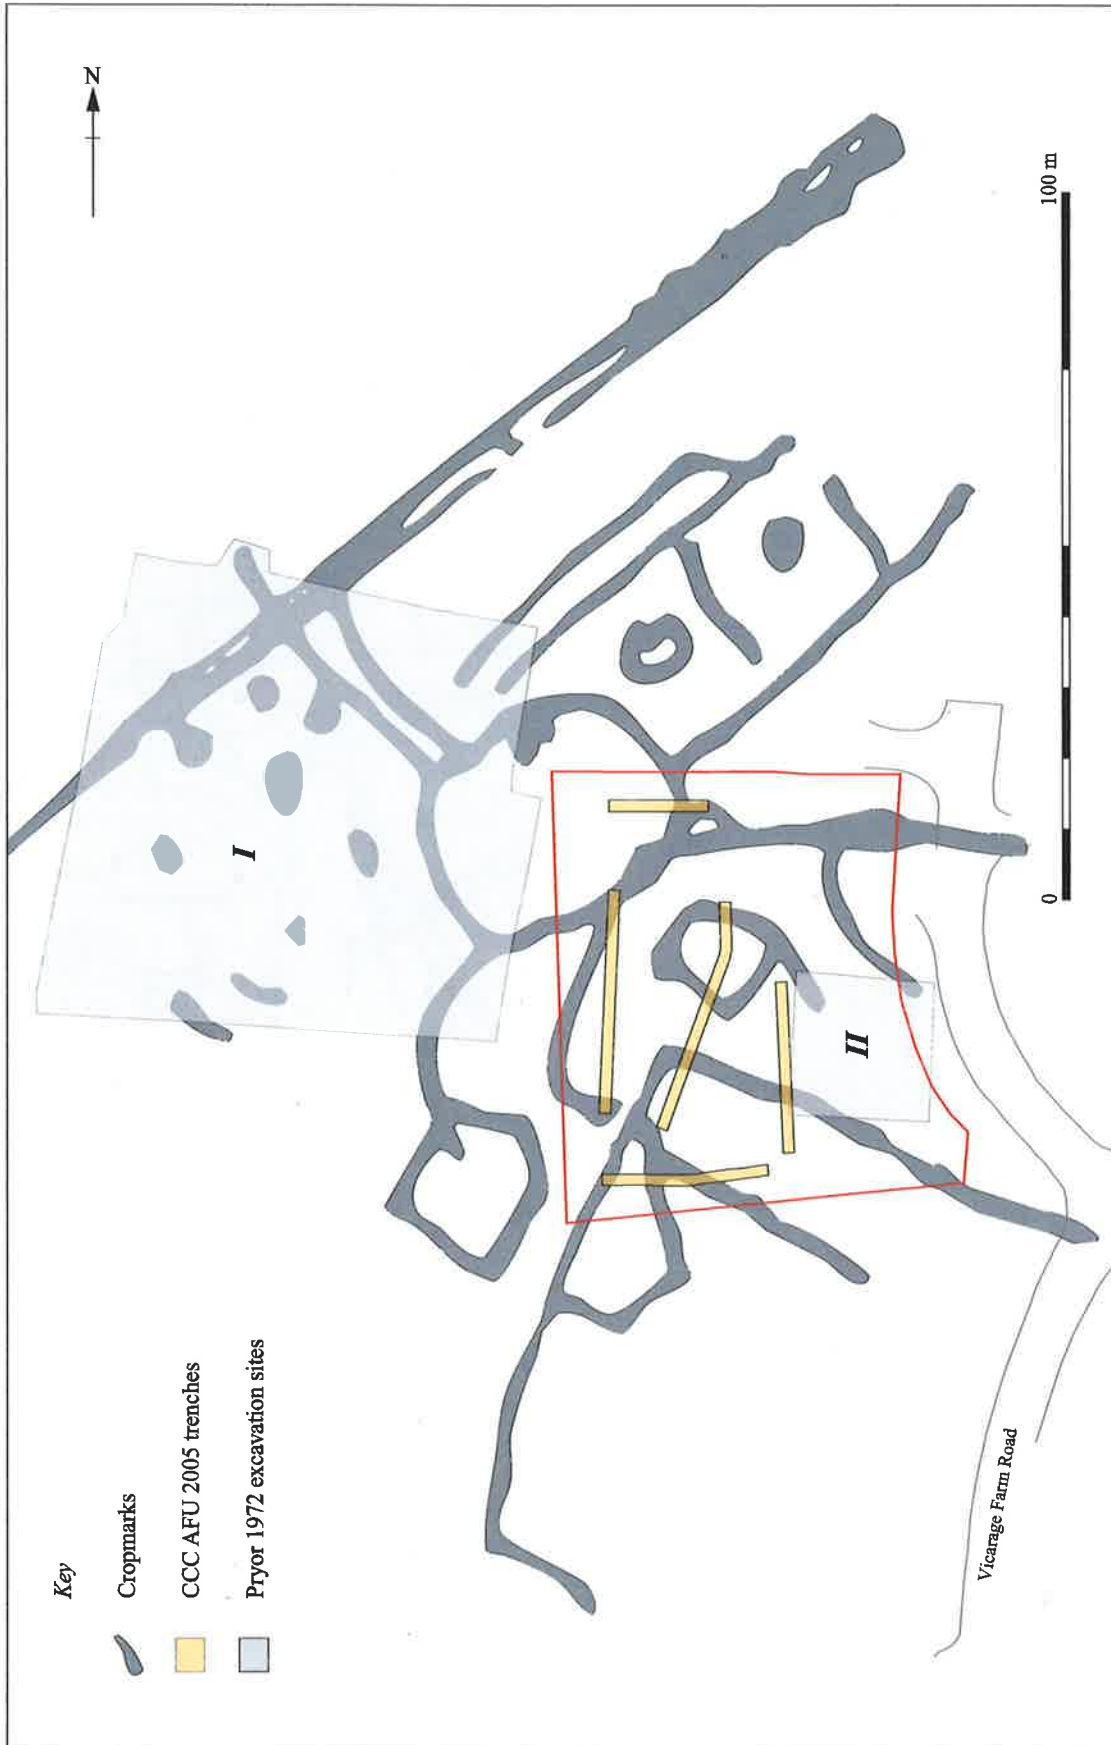 Key
Cropmarks
CCC AFU 2005 trenches
Pryor 1972 excavation sites
N
I
II
0
100 m
Vicarage Farm Road